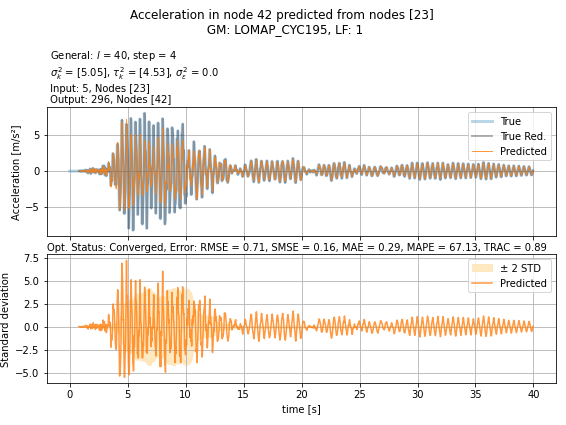 Acceleration in node 42 predicted from nodes [23]
GM: LOMAP_CYC195, LF: 1
General: l = 40, step = 4
σ²ₖ = [5.05], τ²ₖ = [4.53], σ²ε = 0.0
Input: 5, Nodes [23]
Output: 296, Nodes [42]
Acceleration [m/s²]
5
0
−5
True
True Red.
Predicted
Opt. Status: Converged, Error: RMSE = 0.71, SMSE = 0.16, MAE = 0.29, MAPE = 67.13, TRAC = 0.89
Standard deviation
7.5
5.0
2.5
0.0
−2.5
−5.0
± 2 STD
Predicted
0 5 10 15 20 25 30 35 40
time [s]